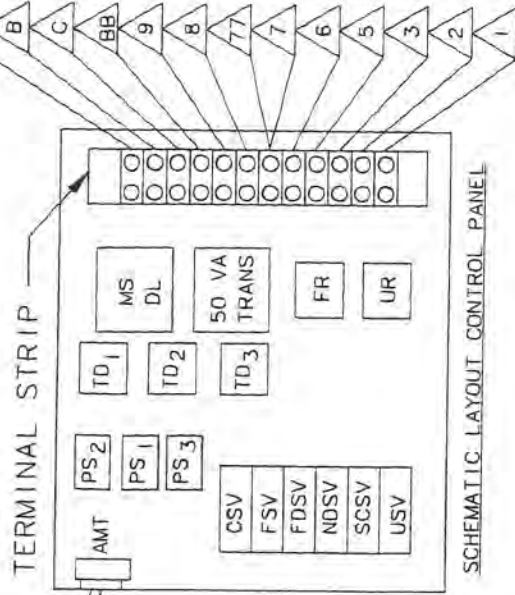 TERMINAL STRIP
AMT
PS2
PS1
PS3
TD1
TD2
TD3
MS
DL
50 VA
TRANS
FR
UR
CSV
FSV
FDSV
NDSV
SCSV
USV
B
C
BB
9
8
77
7
6
5
3
2
1
SCHEMATIC LAYOUT CONTROL PANEL